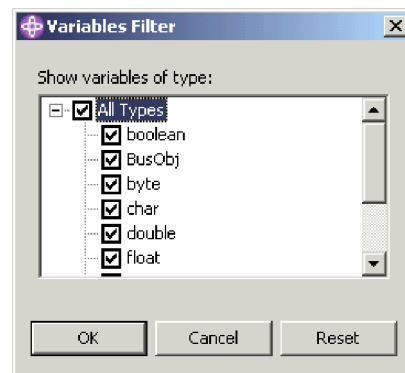 Variables Filter
Show variables of type:
All Types
boolean
BusObj
byte
char
double
float
OK Cancel Reset